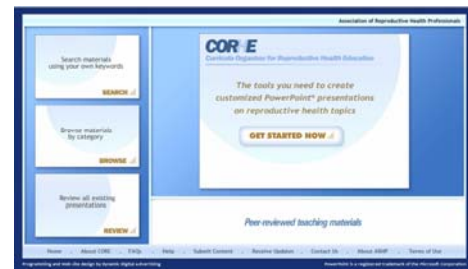 Association of Reproductive Health Professionals
Search materials
using your own keywords
SEARCH
Browse materials
by category
BROWSE
Review all existing
presentations
REVIEW
CORE
Curricula Organizer for Reproductive Health Education
The tools you need to create
customized PowerPoint® presentations
on reproductive health topics
GET STARTED NOW
Peer-reviewed teaching materials
Home . About CORE . FAQs . Help . Submit Content . Receive Updates . Contact Us . About ARHP . Terms of Use
Programming and Web site design by Dynamic digital advertising
PowerPoint is a registered trademark of the Microsoft Corporation